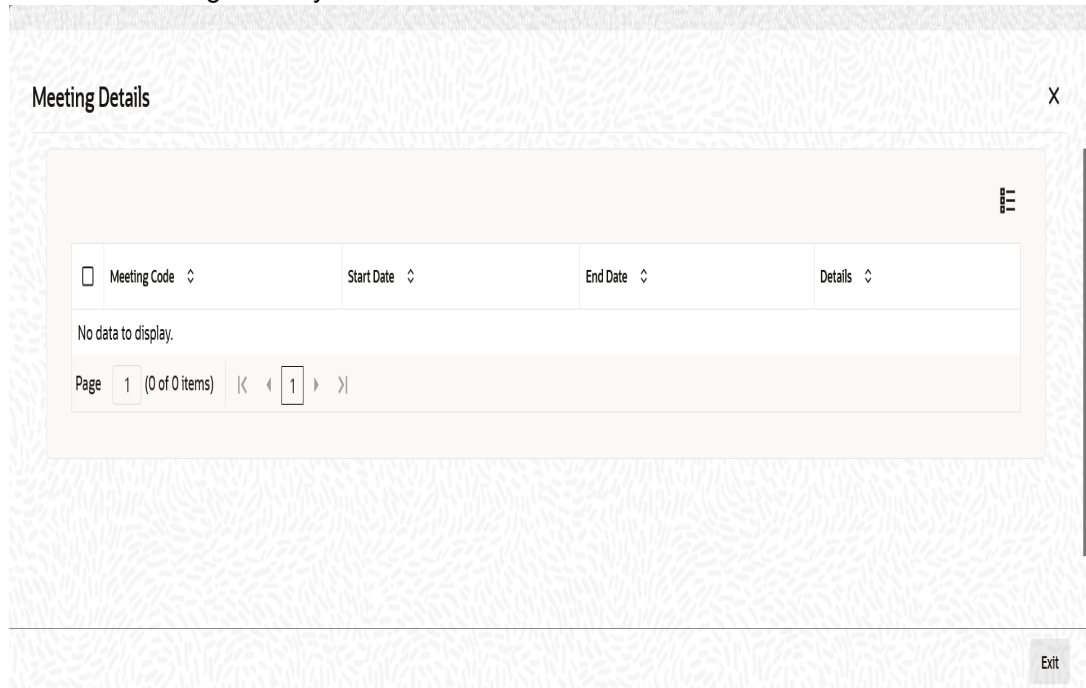 Meeting Details X
Meeting Code Start Date End Date Details
No data to display.
Page 1 (0 of 0 items) 1
Exit